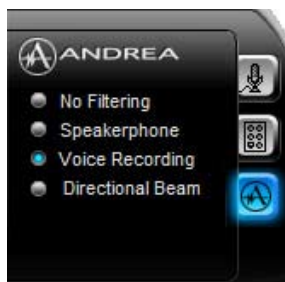 ANDREA
No Filtering
Speakerphone
Voice Recording
Directional Beam